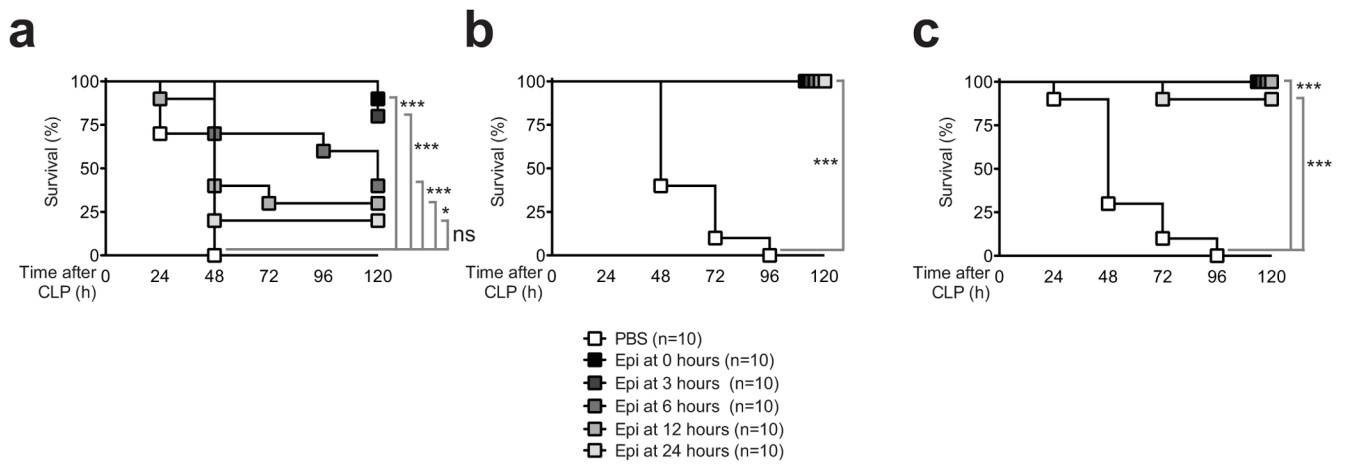 a
b
c
100
75
50
25
0
Survival (%)
Time after
CLP (h)
0 24 48 72 96 120
***
***
***
*
ns
100
75
50
25
0
Survival (%)
0 24 48 72 96 120
***
100
75
50
25
0
Survival (%)
Time after
CLP (h)
0 24 48 72 96 120
***
***
PBS (n=10)
Epi at 0 hours (n=10)
Epi at 3 hours (n=10)
Epi at 6 hours (n=10)
Epi at 12 hours (n=10)
Epi at 24 hours (n=10)